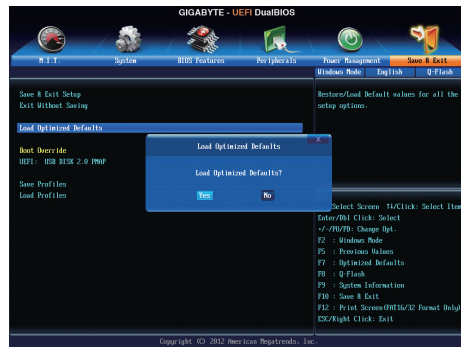 GIGABYTE - UEFI DualBIOS
M.I.T. System BIOS Features Peripherals Power Management Save & Exit
Windows Mode English Q-Flash
Save & Exit Setup
Exit Without Saving
Load Optimized Defaults
Boot Override
UEFI: USB DISK 2.0 PMAP
Save Profiles
Load Profiles
Restore/Load Default values for all the
setup options.
Load Optimized Defaults
X
Load Optimized Defaults?
Yes No
Select Screen ↑↓/Click: Select Item
Enter/Dbl Click: Select
+/-/PU/PD: Change Opt.
F2 : Windows Mode
F5 : Previous Values
F7 : Optimized Defaults
F8 : Q-Flash
F9 : System Information
F10 : Save & Exit
F12 : Print Screen(FAT16/32 Format Only)
ESC/Right Click: Exit
Copyright (C) 2012 American Megatrends, Inc.